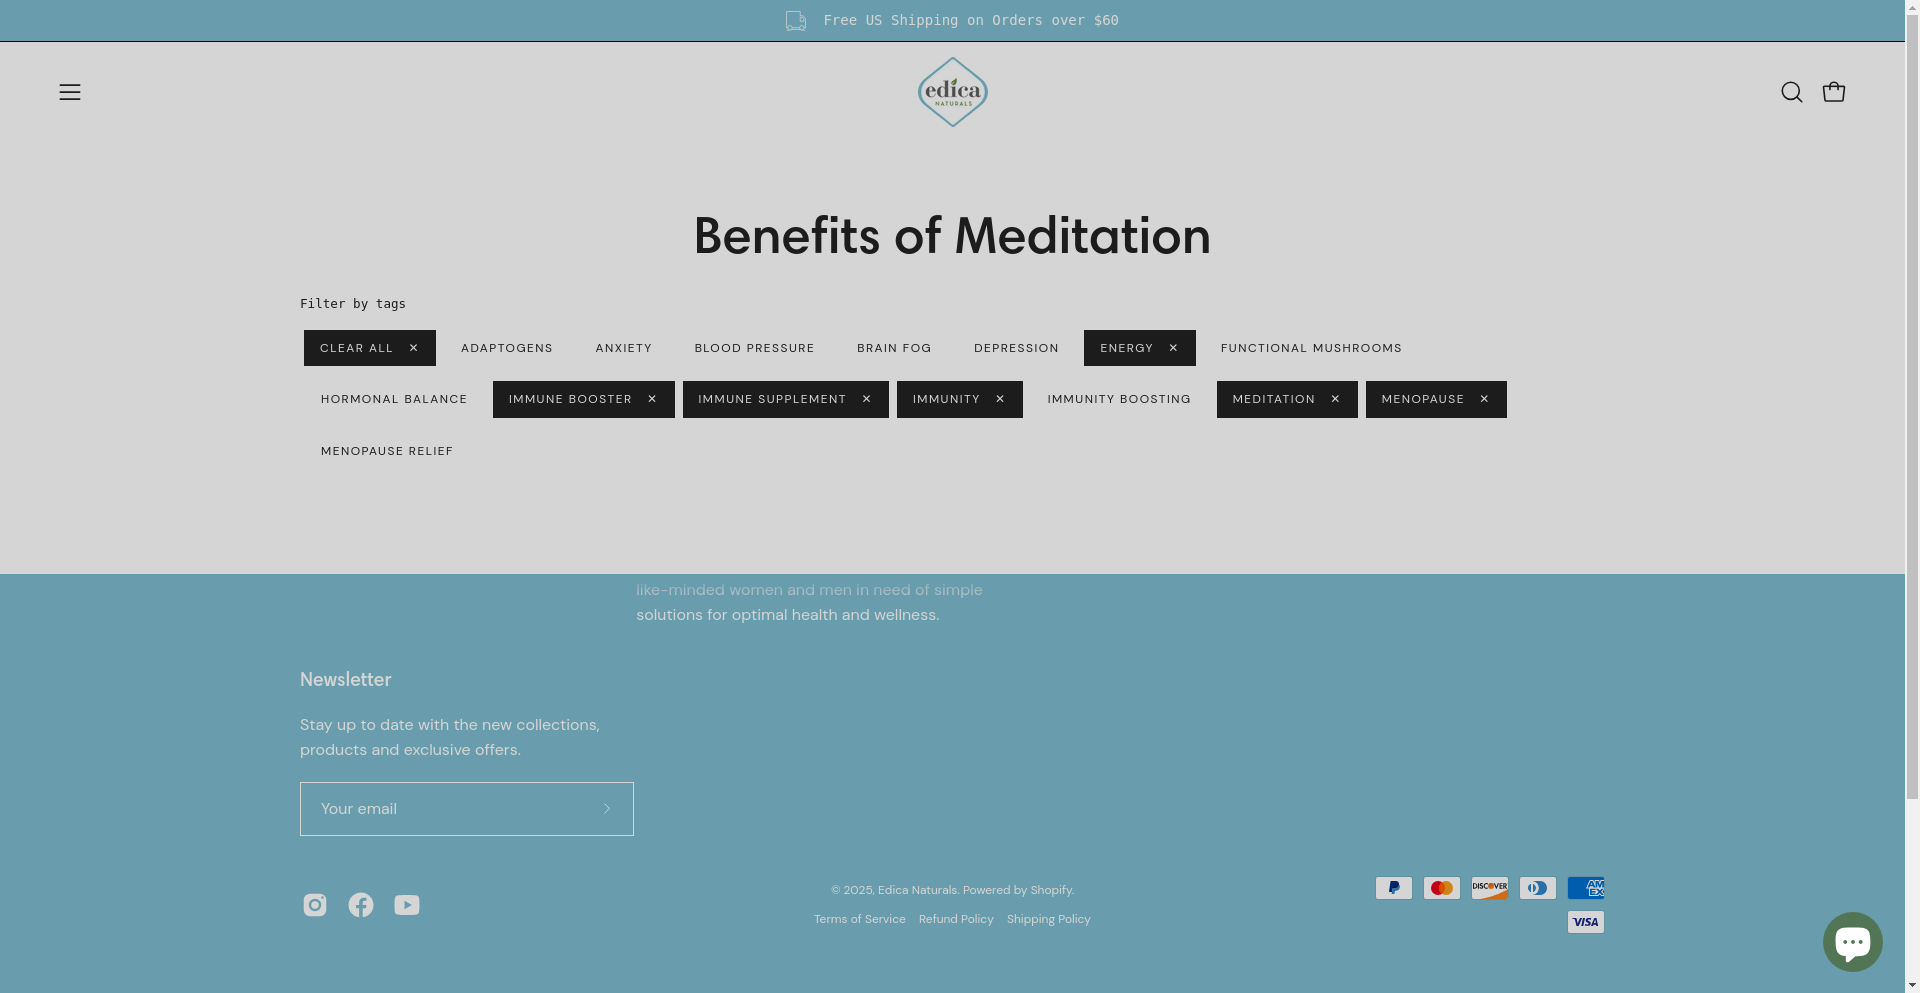 Free US Shipping on Orders over $60
edica
NATURALS
Benefits of Meditation
Filter by tags
CLEAR ALL ✕ ADAPTOGENS ANXIETY BLOOD PRESSURE BRAIN FOG DEPRESSION ENERGY ✕ FUNCTIONAL MUSHROOMS
HORMONAL BALANCE IMMUNE BOOSTER ✕ IMMUNE SUPPLEMENT ✕ IMMUNITY ✕ IMMUNITY BOOSTING MEDITATION ✕ MENOPAUSE ✕
MENOPAUSE RELIEF
like-minded women and men in need of simple
solutions for optimal health and wellness.
Newsletter
Stay up to date with the new collections,
products and exclusive offers.
Your email
© 2025, Edica Naturals. Powered by Shopify.
Terms of Service Refund Policy Shipping Policy
DISCOVER
AM
EX
VISA